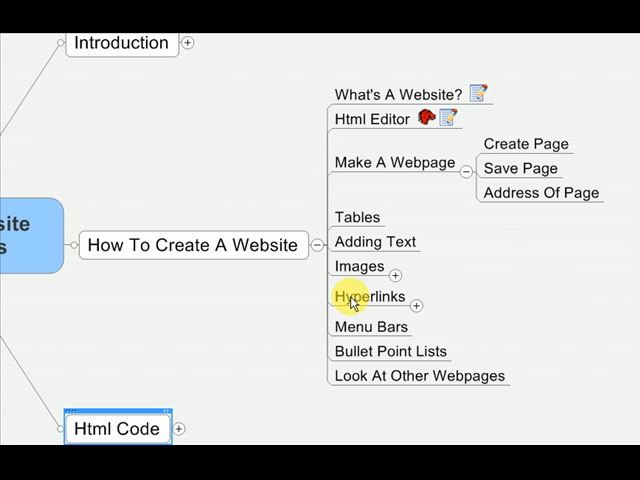 Introduction
What's A Website?
Html Editor
Create Page
Make A Webpage
Save Page
Address Of Page
Tables
site
s
How To Create A Website
Adding Text
Images
Hyperlinks
Menu Bars
Bullet Point Lists
Look At Other Webpages
Html Code